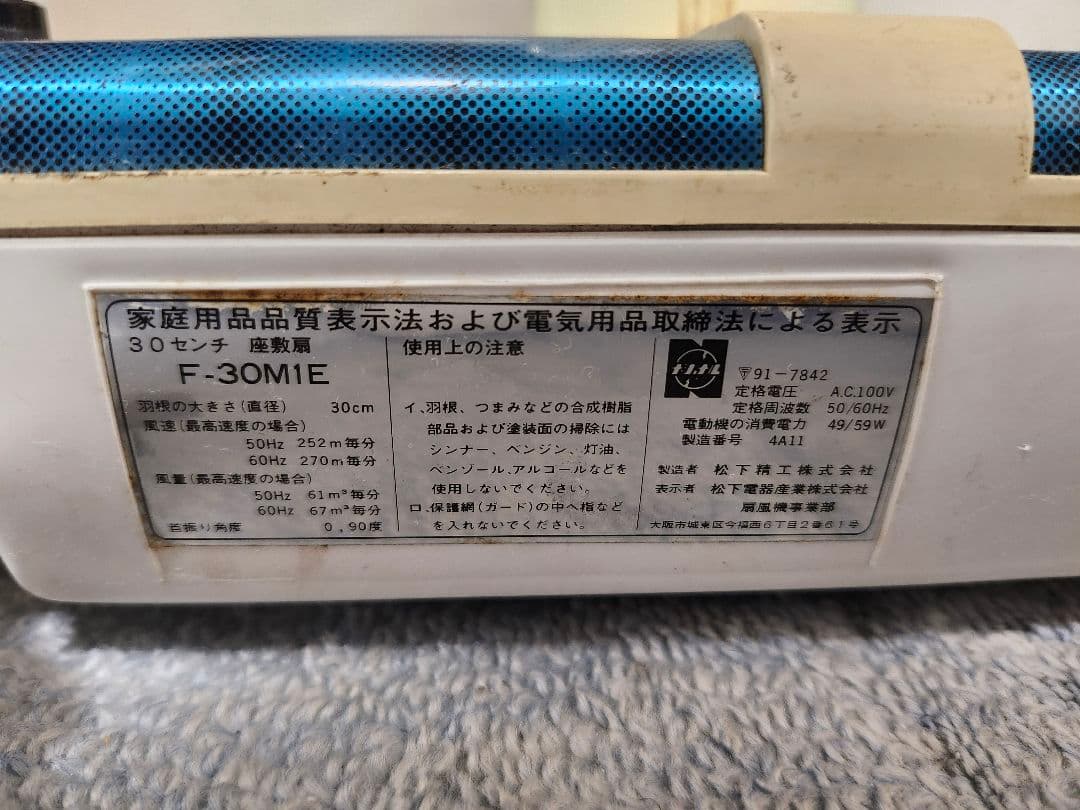 家庭用品品質表示法および電気用品取締法による表示
30センチ 座敷扇
F-30M1E
羽根の大きさ(直径) 30cm
風速(最高速度の場合)
50Hz 252m毎分
60Hz 270m毎分
風量(最高速度の場合)
50Hz 61m³毎分
60Hz 67m³毎分
首振り角度 0,90度
使用上の注意
イ.羽根、つまみなどの合成樹脂
部品および塗装面の掃除には
シンナー、ベンジン、灯油、
ベンゾール、アルコールなどを
使用しないでください。
ロ.保護網(ガード)の中へ指など
を入れないでください。
ナショナル
〒91-7842
定格電圧 A.C.100V
定格周波数 50/60Hz
電動機の消費電力 49/59W
製造番号 4A11
製造者 松下精工株式会社
表示者 松下電器産業株式会社
扇風機事業部
大阪市城東区今福西6丁目2番61号